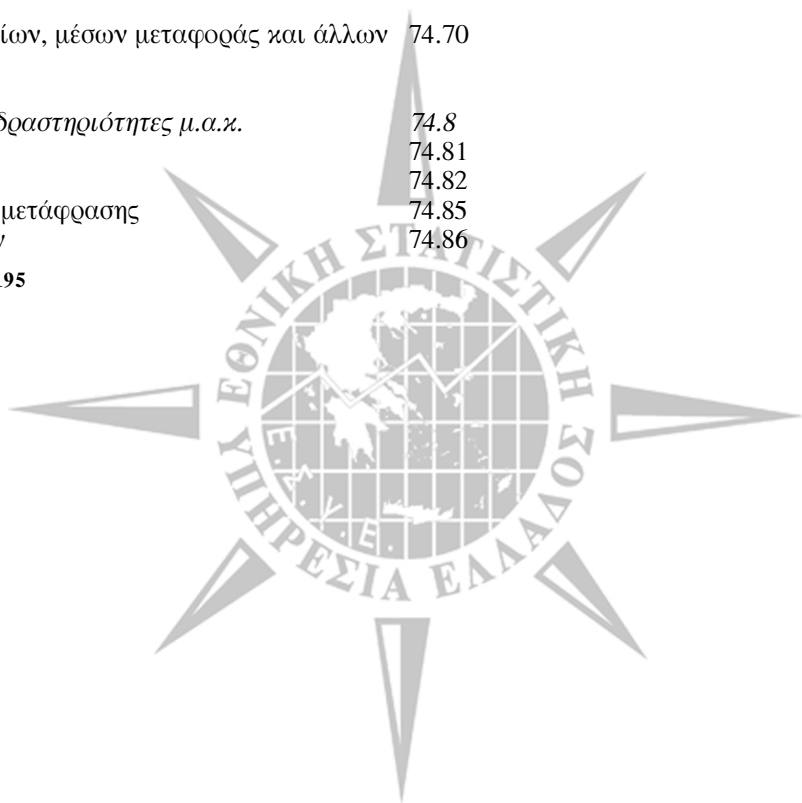 ίων, μέσων μεταφοράς και άλλων 74.70
δραστηριότητες μ.α.κ. 74.8
74.81
74.82
μετάφρασης 74.85
ν 74.86
195
ΕΘΝΙΚΗ ΣΤΑΤΙΣΤΙΚΗ
ΥΠΗΡΕΣΙΑ ΕΛΛΑΔΟΣ
Ε.Σ.Υ.Ε.